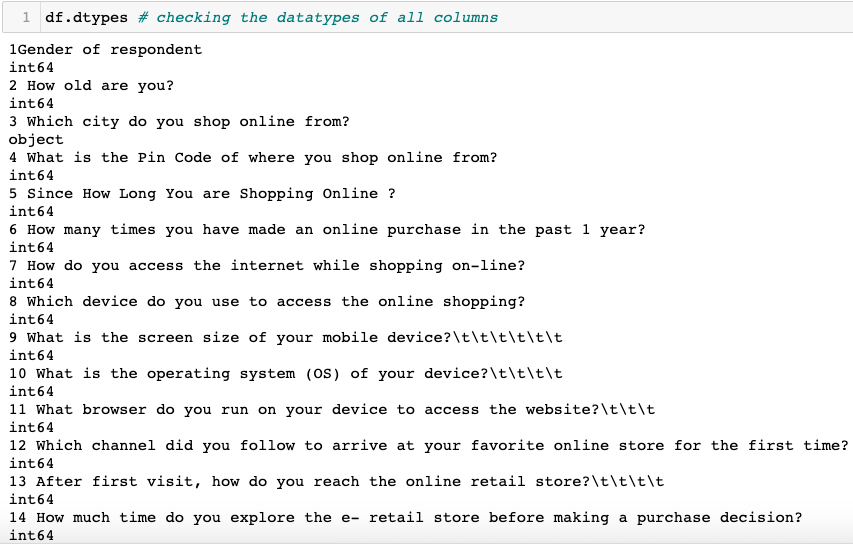 1 df.dtypes # checking the datatypes of all columns
1Gender of respondent
int64
2 How old are you?
int64
3 Which city do you shop online from?
object
4 What is the Pin Code of where you shop online from?
int64
5 Since How Long You are Shopping Online ?
int64
6 How many times you have made an online purchase in the past 1 year?
int64
7 How do you access the internet while shopping on-line?
int64
8 Which device do you use to access the online shopping?
int64
9 What is the screen size of your mobile device?\t\t\t\t\t\t
int64
10 What is the operating system (OS) of your device?\t\t\t\t
int64
11 What browser do you run on your device to access the website?\t\t\t
int64
12 Which channel did you follow to arrive at your favorite online store for the first time?
int64
13 After first visit, how do you reach the online retail store?\t\t\t\t
int64
14 How much time do you explore the e- retail store before making a purchase decision?
int64